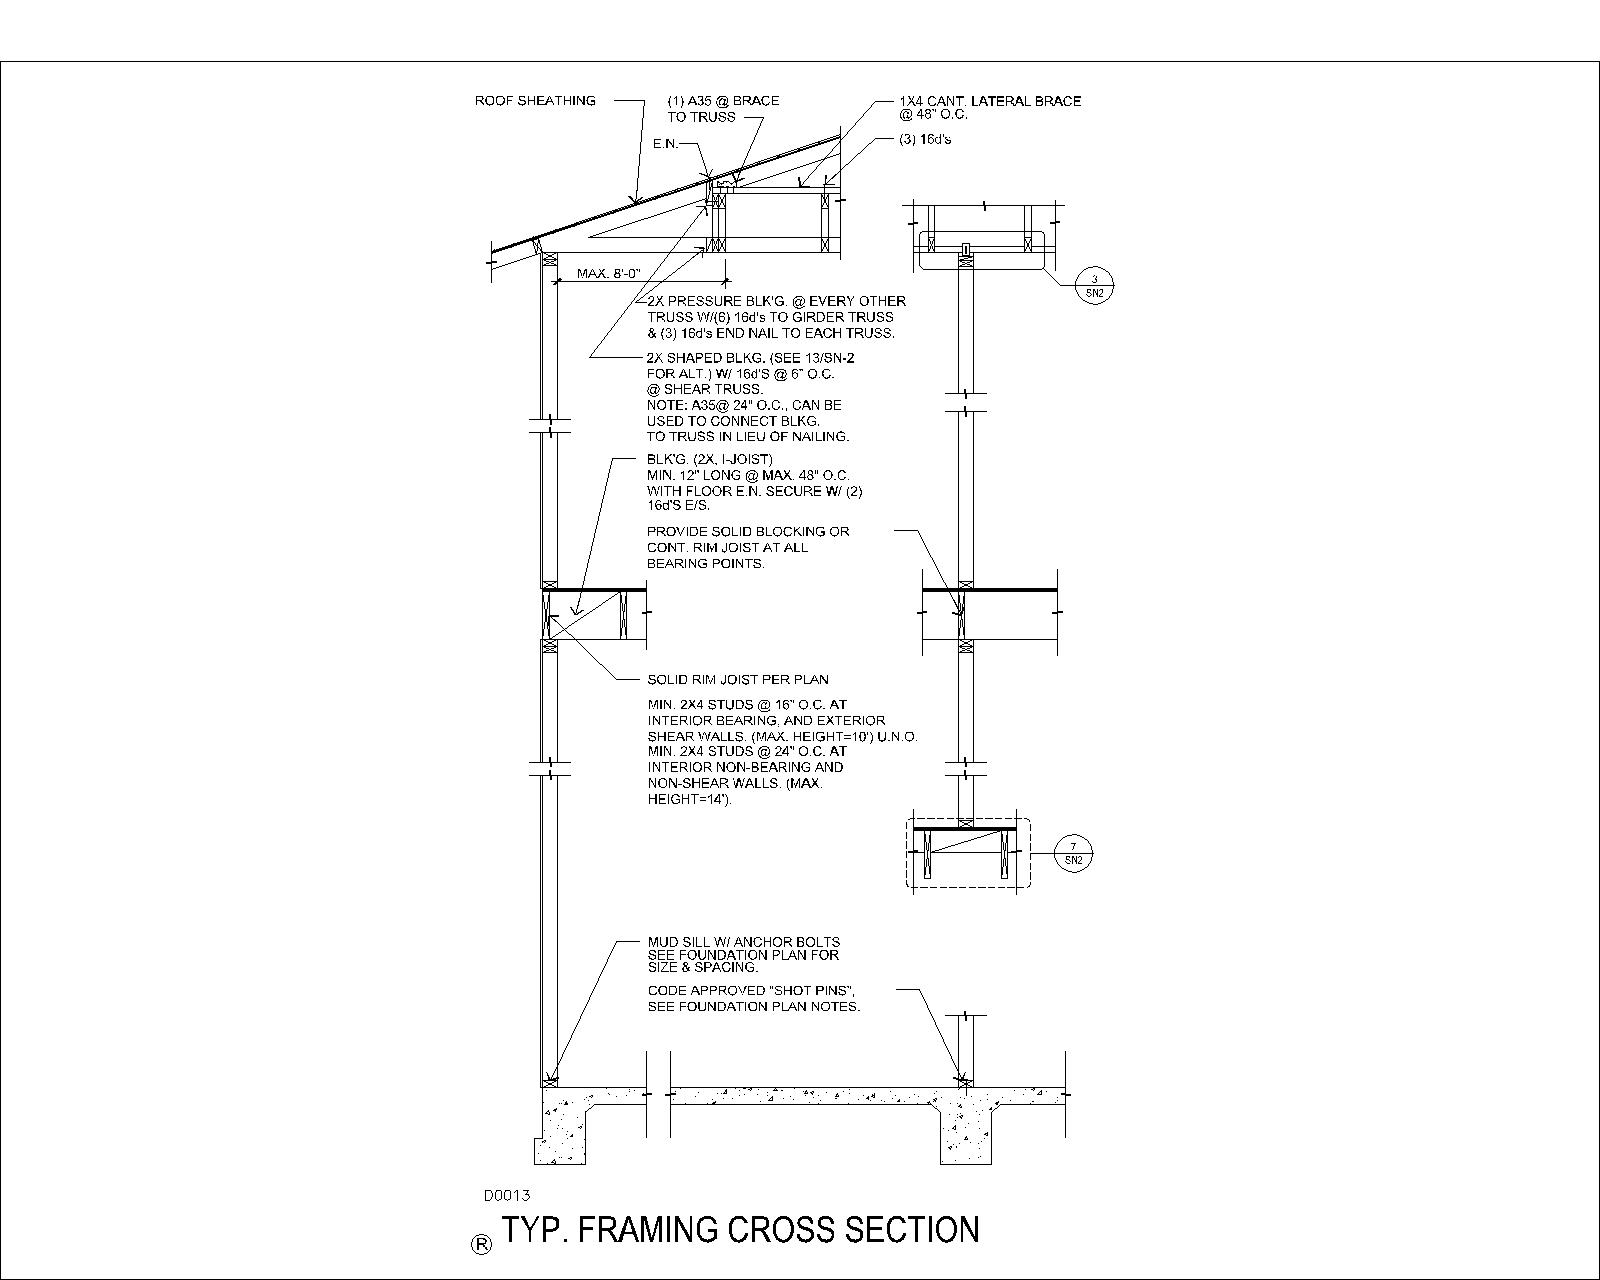 ROOF SHEATHING
(1) A35 @ BRACE
TO TRUSS
E.N.
1X4 CANT. LATERAL BRACE
@ 48" O.C.
(3) 16d's
MAX. 8'-0"
3
SN2
2X PRESSURE BLK'G. @ EVERY OTHER
TRUSS W/(6) 16d's TO GIRDER TRUSS
& (3) 16d's END NAIL TO EACH TRUSS.
2X SHAPED BLKG. (SEE 13/SN-2
FOR ALT.) W/ 16d'S @ 6" O.C.
@ SHEAR TRUSS.
NOTE: A35@ 24" O.C., CAN BE
USED TO CONNECT BLKG.
TO TRUSS IN LIEU OF NAILING.
BLK'G. (2X, I-JOIST)
MIN. 12" LONG @ MAX. 48" O.C.
WITH FLOOR E.N. SECURE W/ (2)
16d'S E/S.
PROVIDE SOLID BLOCKING OR
CONT. RIM JOIST AT ALL
BEARING POINTS.
SOLID RIM JOIST PER PLAN
MIN. 2X4 STUDS @ 16" O.C. AT
INTERIOR BEARING, AND EXTERIOR
SHEAR WALLS. (MAX. HEIGHT=10') U.N.O.
MIN. 2X4 STUDS @ 24" O.C. AT
INTERIOR NON-BEARING AND
NON-SHEAR WALLS. (MAX.
HEIGHT=14').
7
SN2
MUD SILL W/ ANCHOR BOLTS
SEE FOUNDATION PLAN FOR
SIZE & SPACING.
CODE APPROVED "SHOT PINS",
SEE FOUNDATION PLAN NOTES.
D0013
® TYP. FRAMING CROSS SECTION